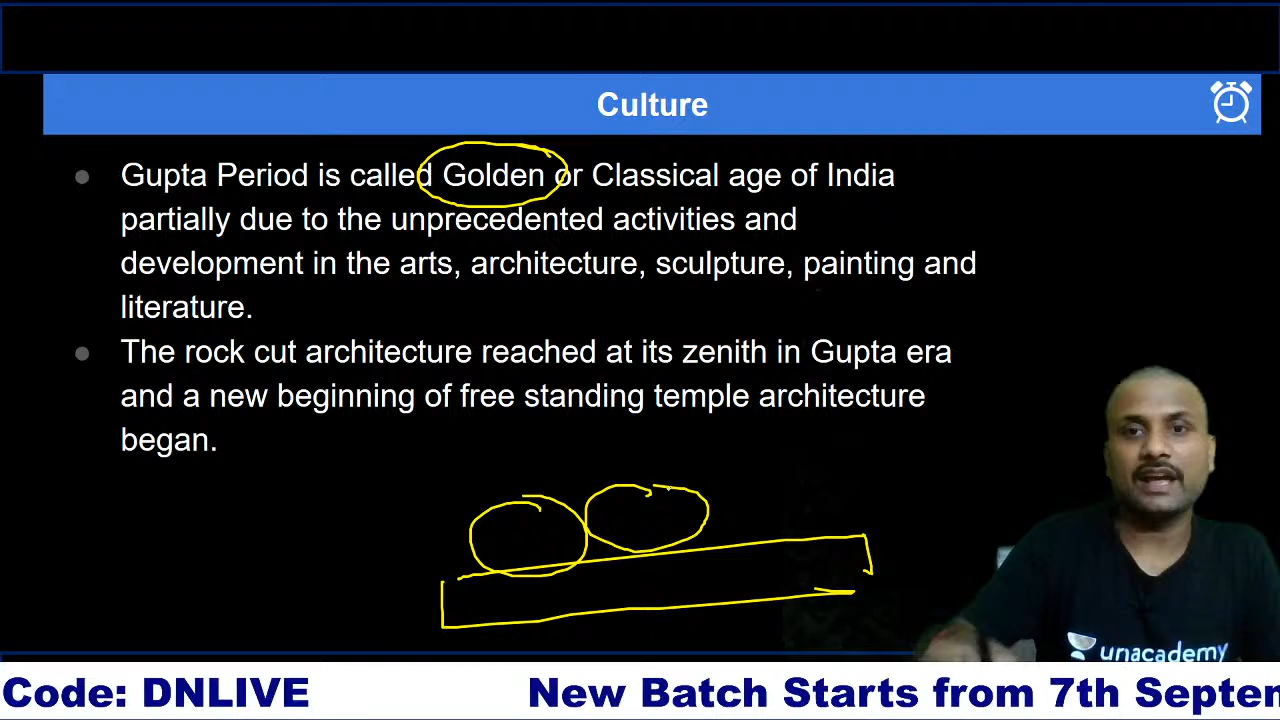 Culture
Gupta Period is called Golden or Classical age of India
partially due to the unprecedented activities and
development in the arts, architecture, sculpture, painting and
literature.
The rock cut architecture reached at its zenith in Gupta era
and a new beginning of free standing temple architecture
began.
unacademy
Code: DNLIVE New Batch Starts from 7th Septem